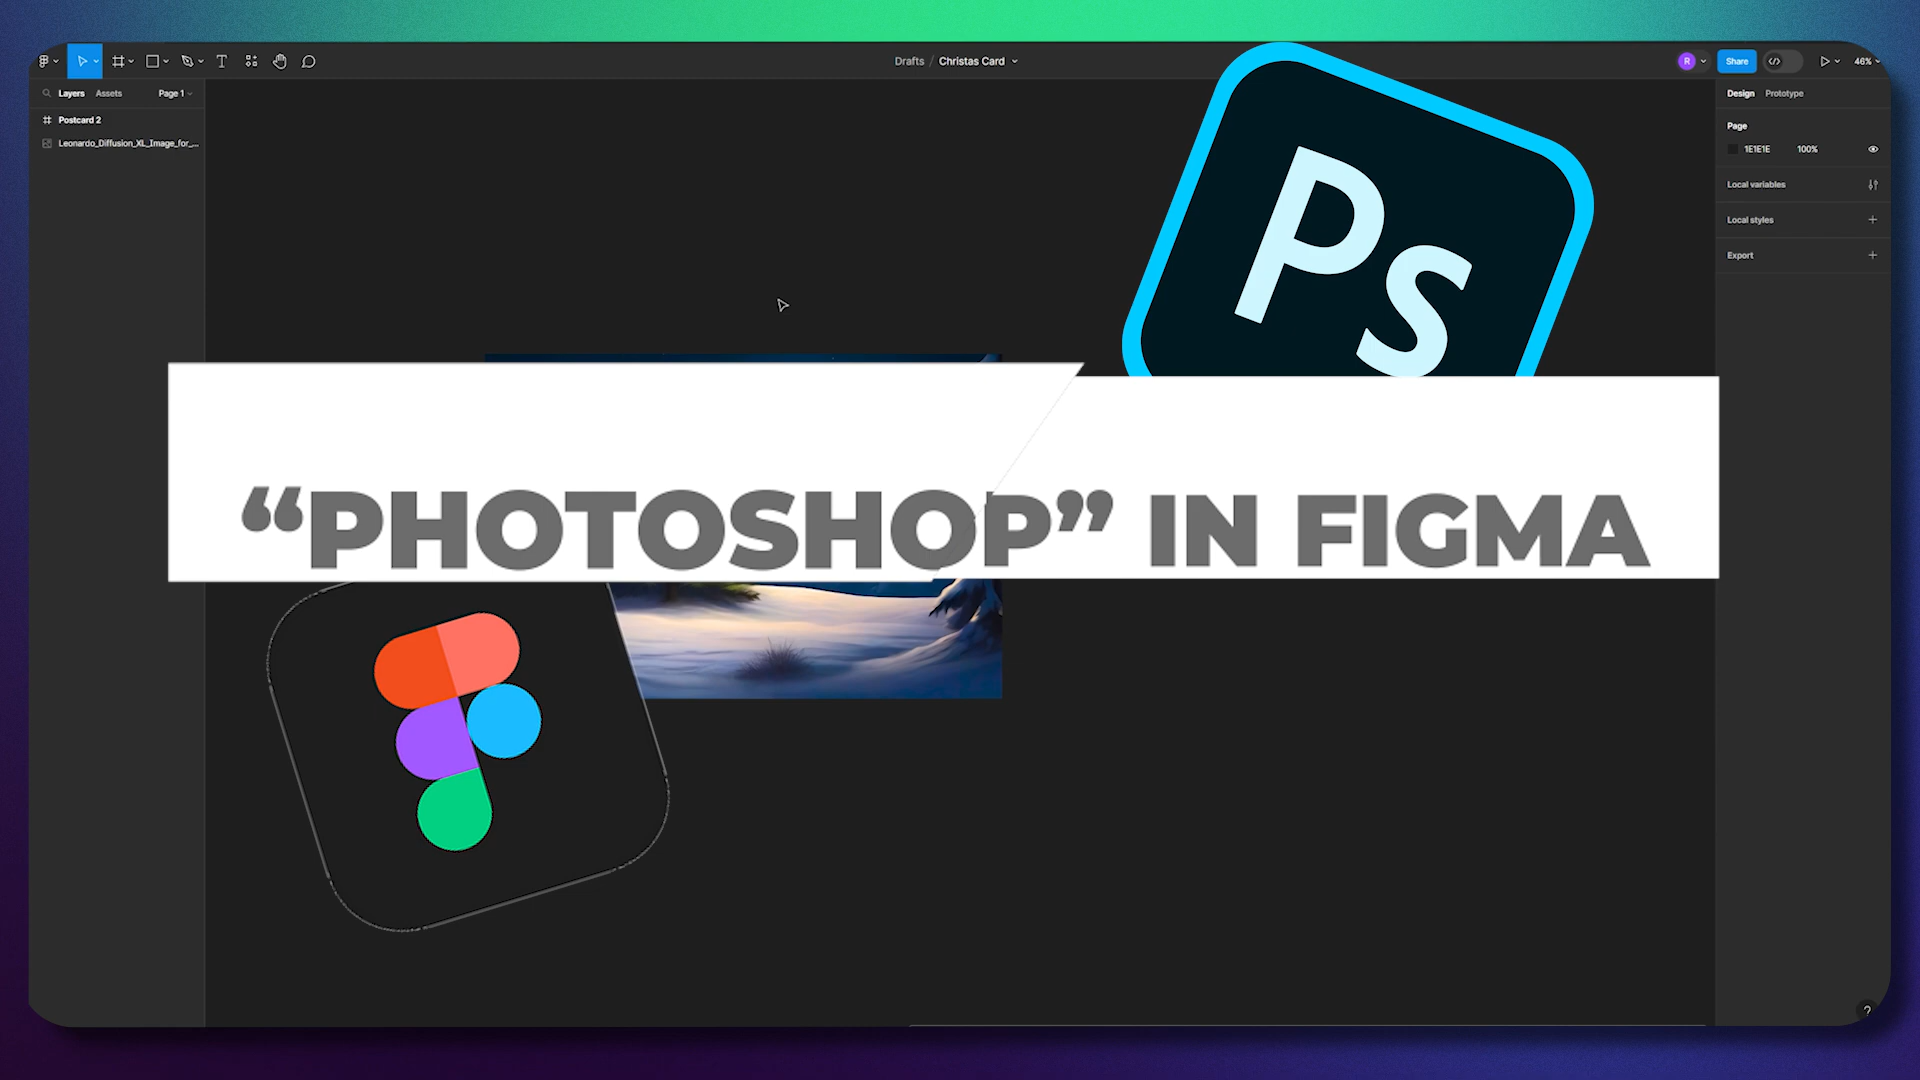 Drafts / Christas Card
R
Share
46%
Layers
Assets
Page 1
Design
Prototype
Postcard 2
Leonardo_Diffusion_XL_Image_for_...
Page
1E1E1E
100%
Local variables
Local styles
Export
Ps
“PHOTOSHOP” IN FIGMA
?